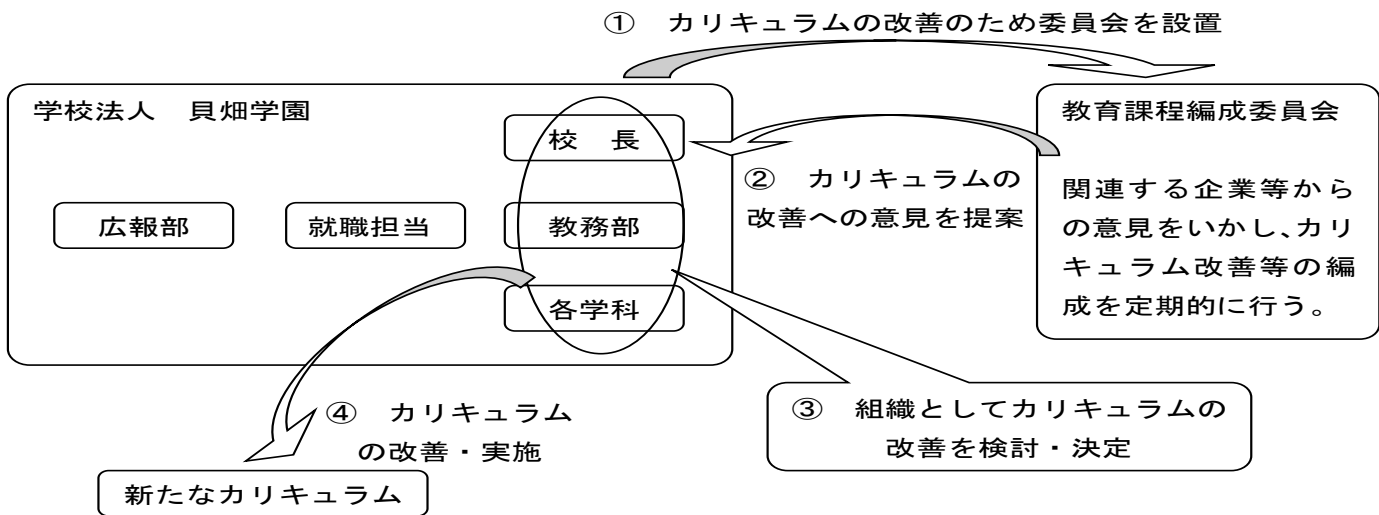 ① カリキュラムの改善のため委員会を設置
学校法人 貝畑学園
校 長
広報部
就職担当
教務部
各学科
教育課程編成委員会
関連する企業等から
の意見をいかし、カリ
キュラム改善等の編
成を定期的に行う。
② カリキュラムの
改善への意見を提案
③ 組織としてカリキュラムの
改善を検討・決定
④ カリキュラム
の改善・実施
新たなカリキュラム